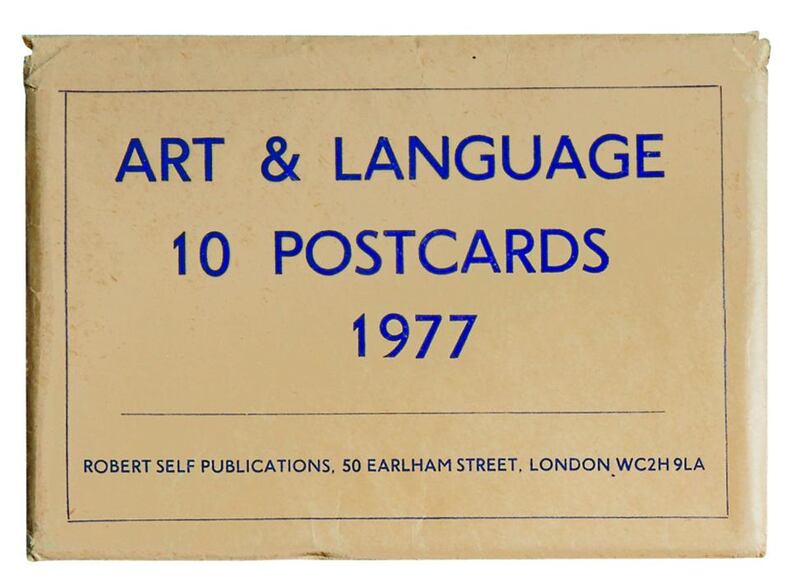 ART & LANGUAGE
10 POSTCARDS
1977
ROBERT SELF PUBLICATIONS, 50 EARLHAM STREET, LONDON WC2H 9LA